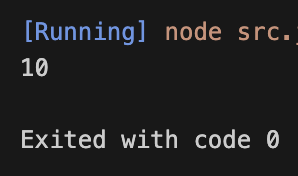 [Running] node src.
10
Exited with code 0